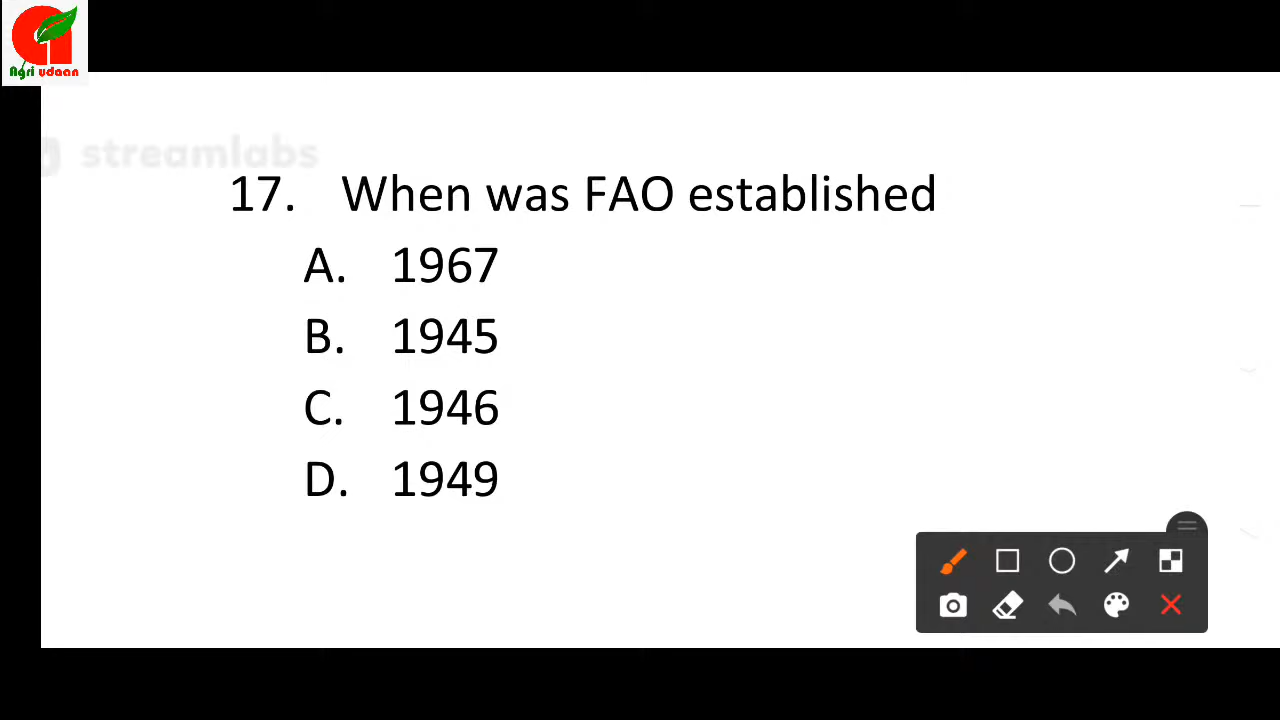 Agri udaan
streamlabs
17. When was FAO established
A. 1967
B. 1945
C. 1946
D. 1949